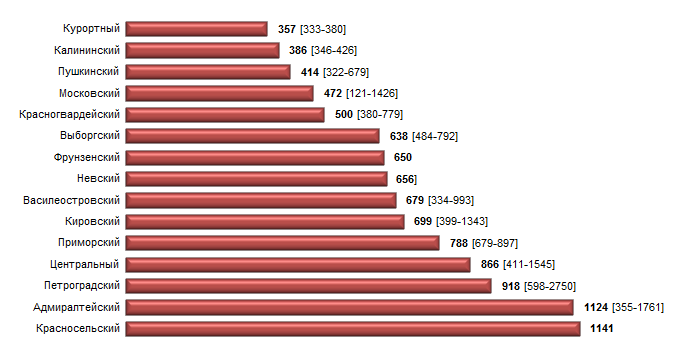 Курортный 357 [333-380]
Калининский 386 [346-426]
Пушкинский 414 [322-679]
Московский 472 [121-1426]
Красногвардейский 500 [380-779]
Выборгский 638 [484-792]
Фрунзенский 650
Невский 656]
Василеостровский 679 [334-993]
Кировский 699 [399-1343]
Приморский 788 [679-897]
Центральный 866 [411-1545]
Петроградский 918 [598-2750]
Адмиралтейский 1124 [355-1761]
Красносельский 1141